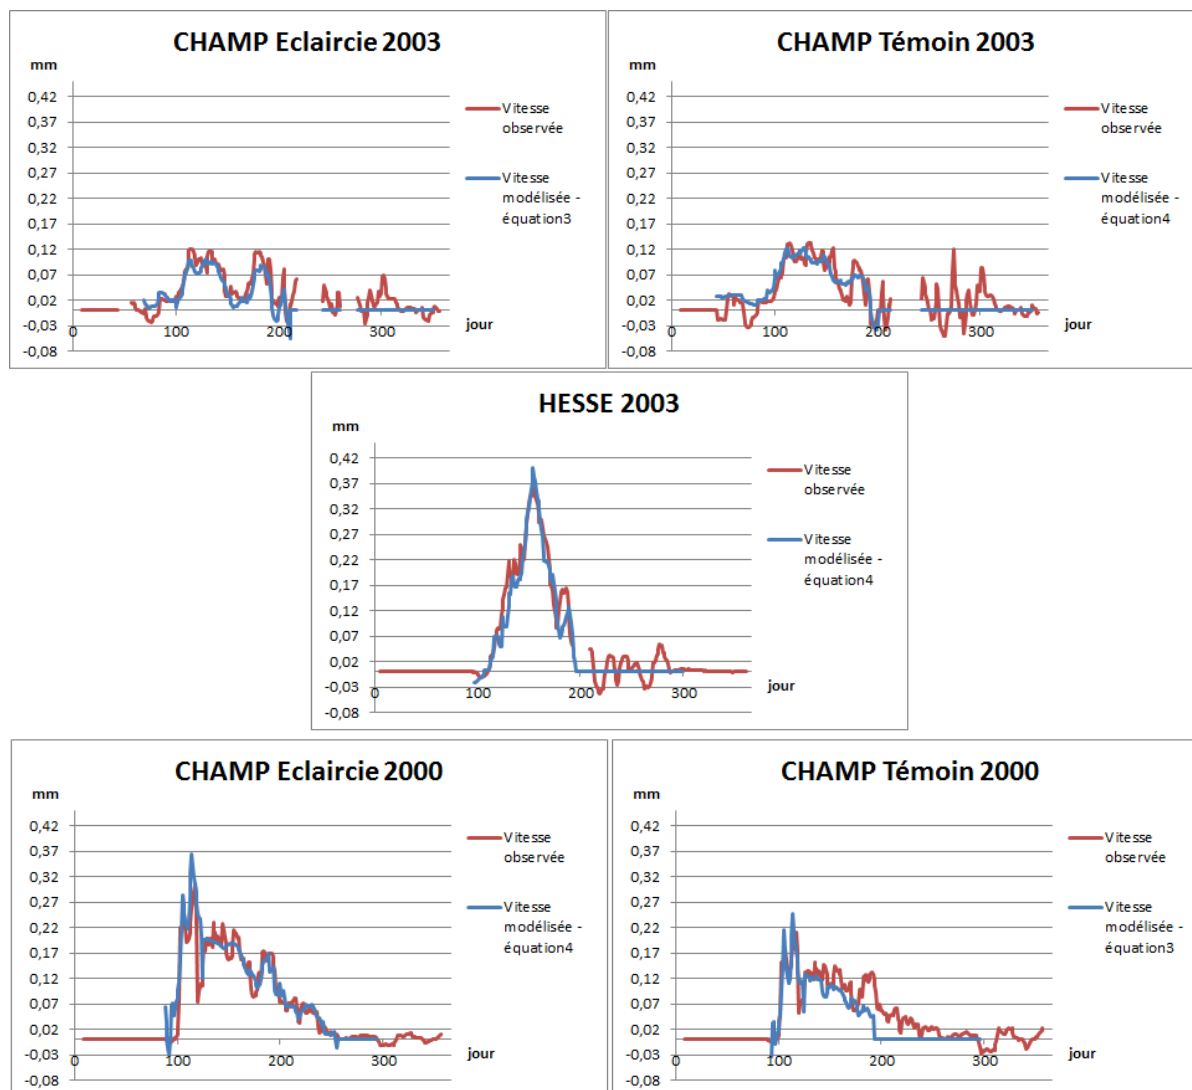 CHAMP Eclaircie 2003
mm
0,42
0,37
0,32
0,27
0,22
0,17
0,12
0,07
0,02
-0,03
-0,08
0
100
200
300
jour
Vitesse
observée
Vitesse
modélisée -
équation3
CHAMP Témoin 2003
mm
0,42
0,37
0,32
0,27
0,22
0,17
0,12
0,07
0,02
-0,03
-0,08
0
100
200
300
jour
Vitesse
observée
Vitesse
modélisée -
équation4
HESSE 2003
mm
0,42
0,37
0,32
0,27
0,22
0,17
0,12
0,07
0,02
-0,03
-0,08
0
100
200
300
jour
Vitesse
observée
Vitesse
modélisée -
équation4
CHAMP Eclaircie 2000
mm
0,42
0,37
0,32
0,27
0,22
0,17
0,12
0,07
0,02
-0,03
-0,08
0
100
200
300
jour
Vitesse
observée
Vitesse
modélisée -
équation4
CHAMP Témoin 2000
mm
0,42
0,37
0,32
0,27
0,22
0,17
0,12
0,07
0,02
-0,03
-0,08
0
100
200
300
jour
Vitesse
observée
Vitesse
modélisée -
équation3